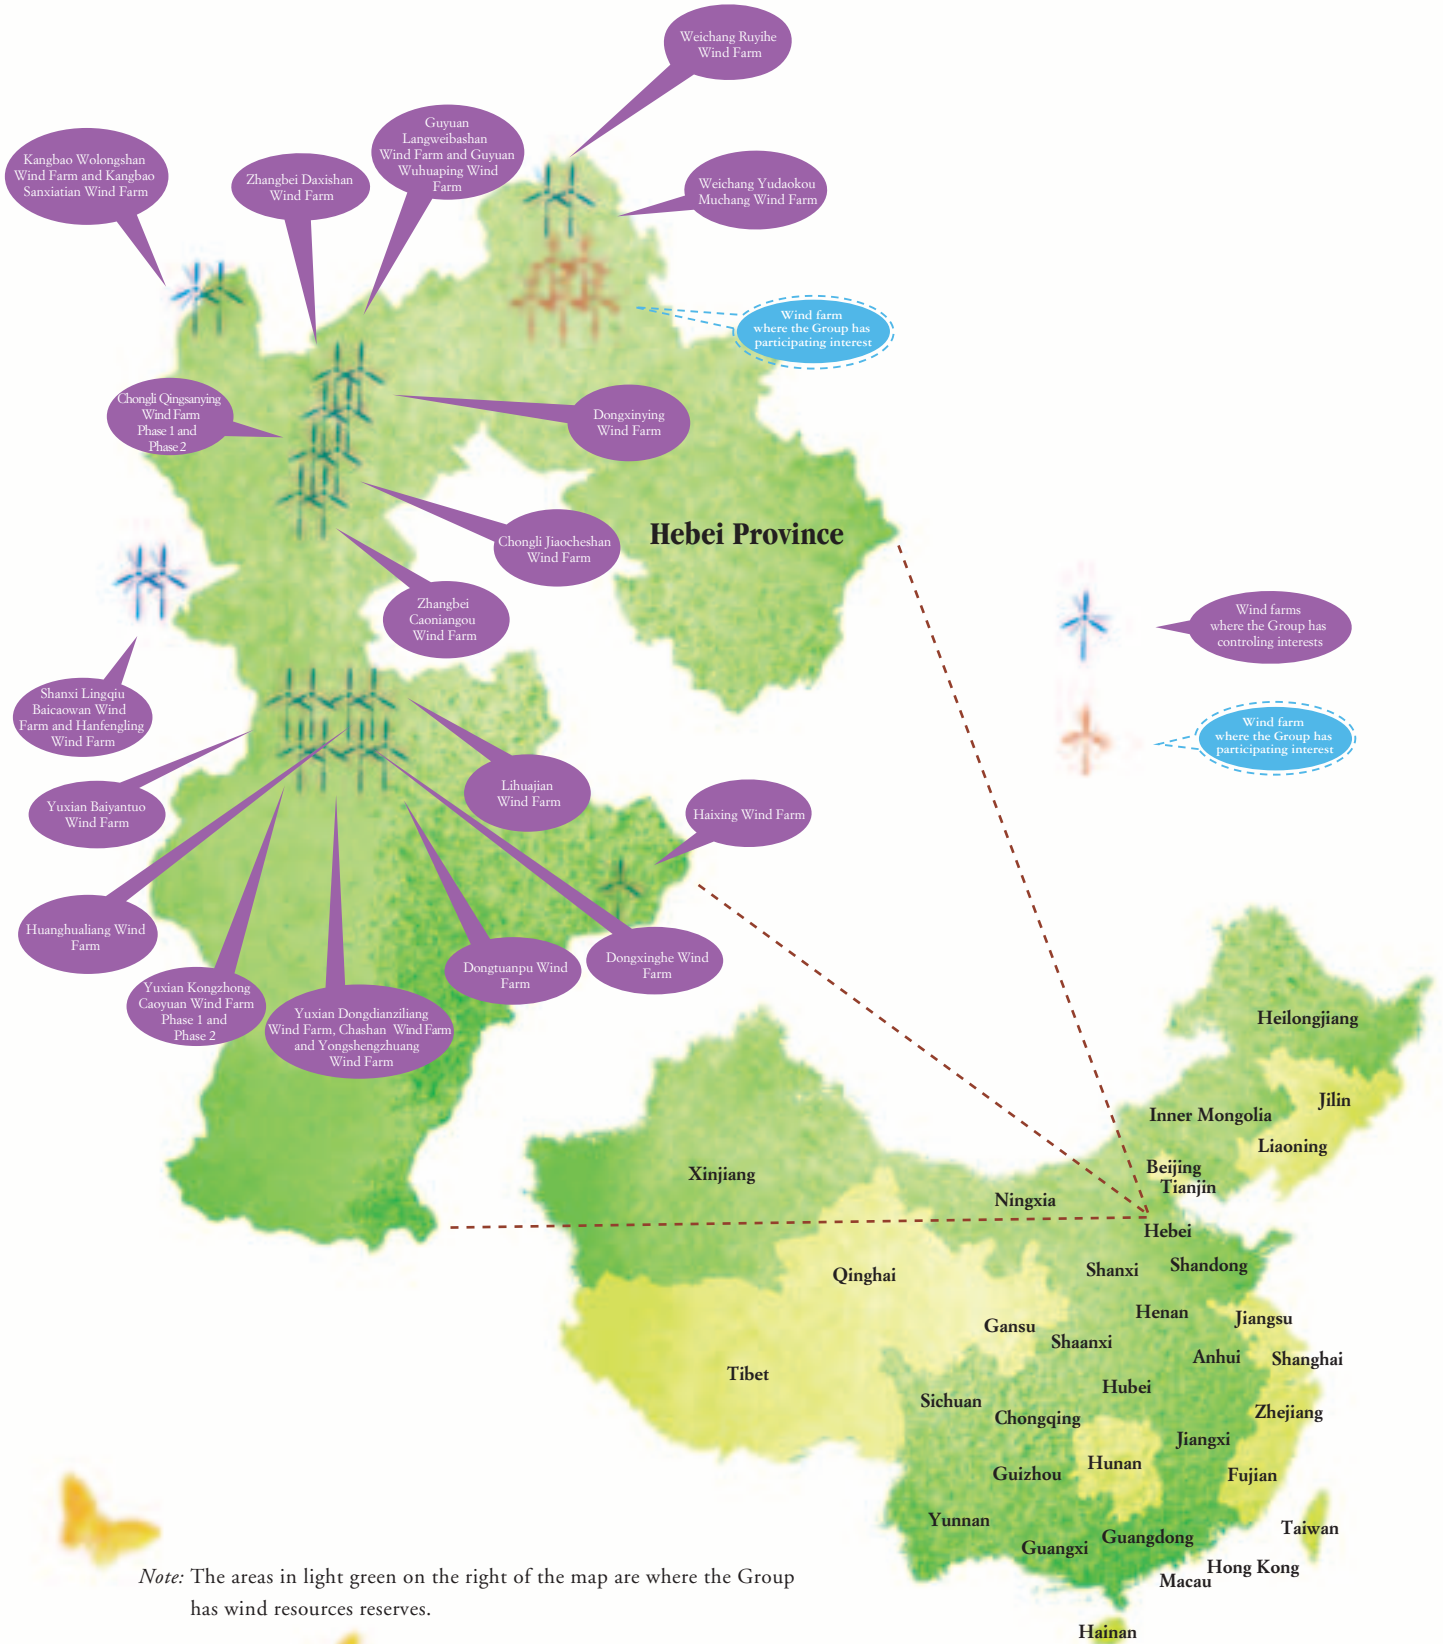 Weichang Ruyihe
Wind Farm
Guyuan
Langweibashan
Wind Farm and Guyuan
Wuhuaping Wind
Farm
Kangbao Wolongshan
Wind Farm and Kangbao
Sanxiatian Wind Farm
Zhangbei Daxishan
Wind Farm
Weichang Yudaokou
Muchang Wind Farm
Wind farm
where the Group has
participating interest
Chongli Qingsanying
Wind Farm
Phase 1 and
Phase 2
Dongxinying
Wind Farm
Hebei Province
Chongli Jiaocheshan
Wind Farm
Zhangbei
Caoniangou
Wind Farm
Wind farms
where the Group has
controling interests
Shanxi Lingqiu
Baicaowan Wind
Farm and Hanfengling
Wind Farm
Wind farm
where the Group has
participating interest
Yuxian Baiyantuo
Wind Farm
Lihuajian
Wind Farm
Haixing Wind Farm
Huanghualiang Wind
Farm
Dongtuanpu Wind
Farm
Dongxinghe Wind
Farm
Yuxian Kongzhong
Caoyuan Wind Farm
Phase 1 and
Phase 2
Yuxian Dongdianziliang
Wind Farm, Chashan Wind Farm
and Yongshengzhuang
Wind Farm
Heilongjiang
Jilin
Inner Mongolia
Liaoning
Beijing
Tianjin
Xinjiang
Ningxia
Hebei
Shanxi
Shandong
Qinghai
Henan
Jiangsu
Gansu
Shaanxi
Anhui
Shanghai
Tibet
Hubei
Sichuan
Chongqing
Zhejiang
Jiangxi
Hunan
Guizhou
Fujian
Yunnan
Guangxi
Guangdong
Taiwan
Hong Kong
Macau
Hainan
Note: The areas in light green on the right of the map are where the Group
has wind resources reserves.